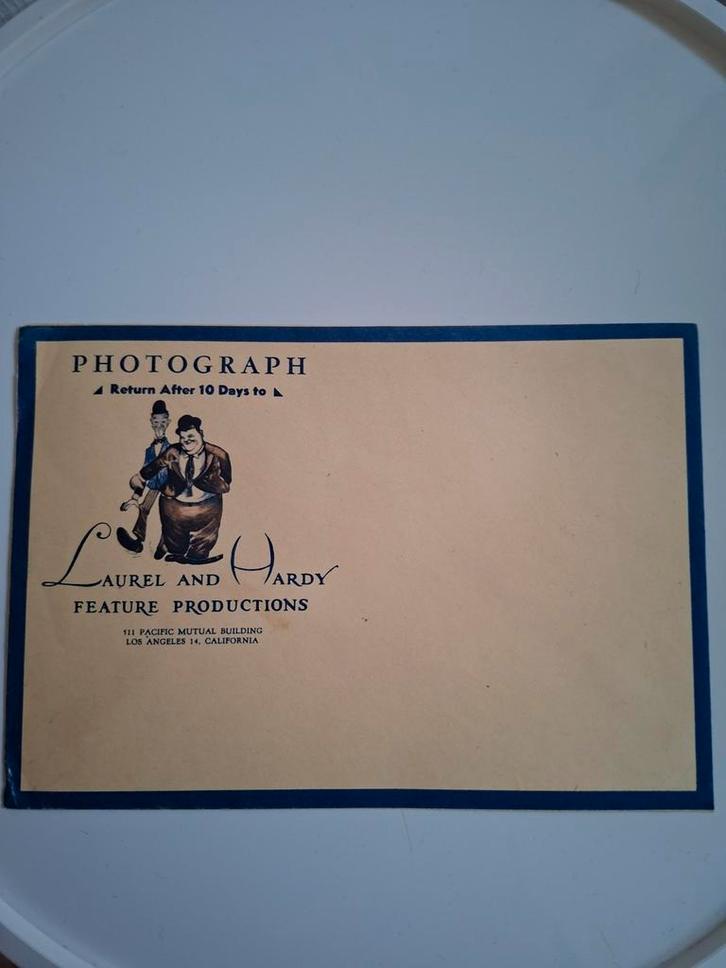 PHOTOGRAPH
Return After 10 Days to
LAUREL AND HARDY
FEATURE PRODUCTIONS
511 PACIFIC MUTUAL BUILDING
LOS ANGELES 14, CALIFORNIA